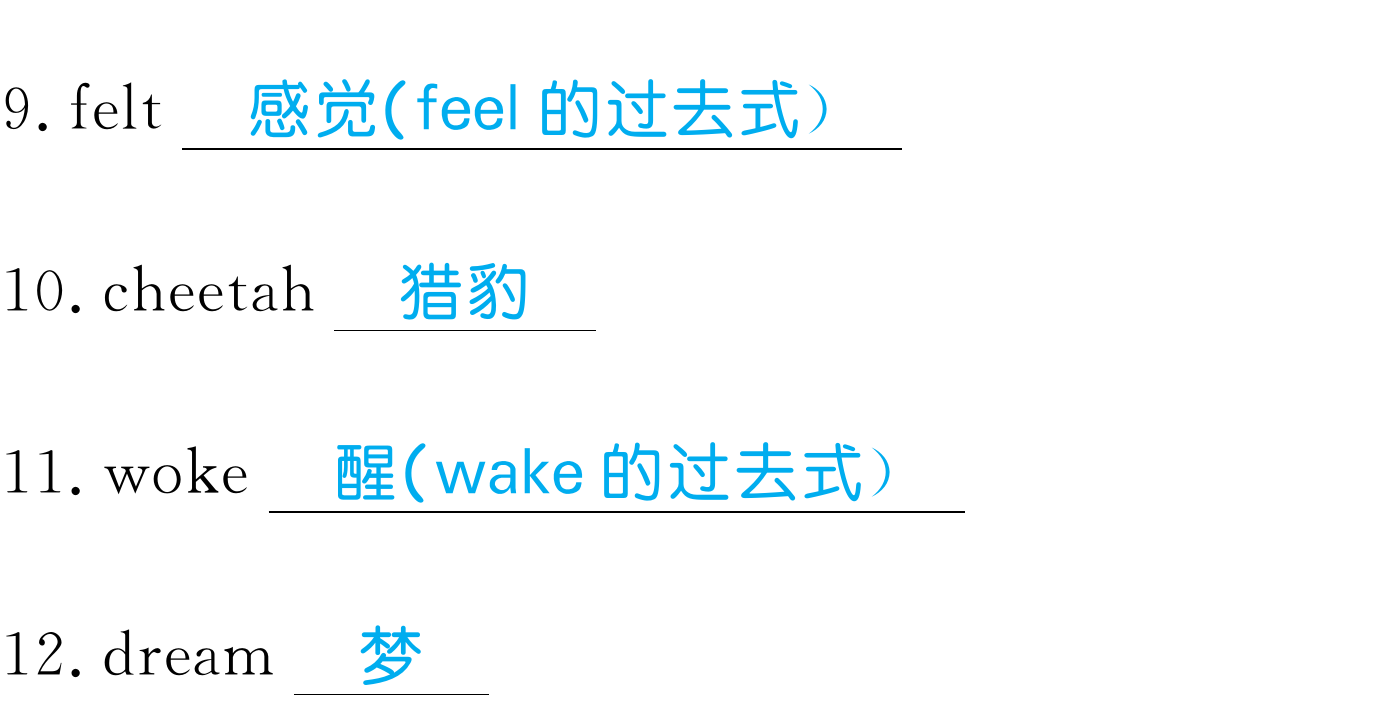 9. felt 感觉(feel 的过去式)
10. cheetah 猎豹
11. woke 醒(wake 的过去式)
12. dream 梦